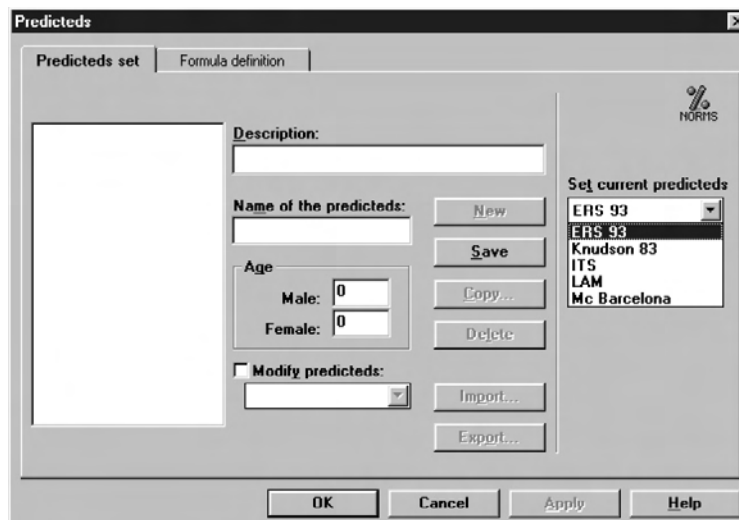 Predicteds
Predicteds set
Formula definition
NORMS
Description:
Set current predicteds
Name of the predicteds:
New
ERS 93
ERS 93
Knudson 83
ITS
LAM
Mc Barcelona
Save
Age
Male: 0
Female: 0
Copy...
Delete
Modify predicteds:
Import...
Export...
OK
Cancel
Apply
Help